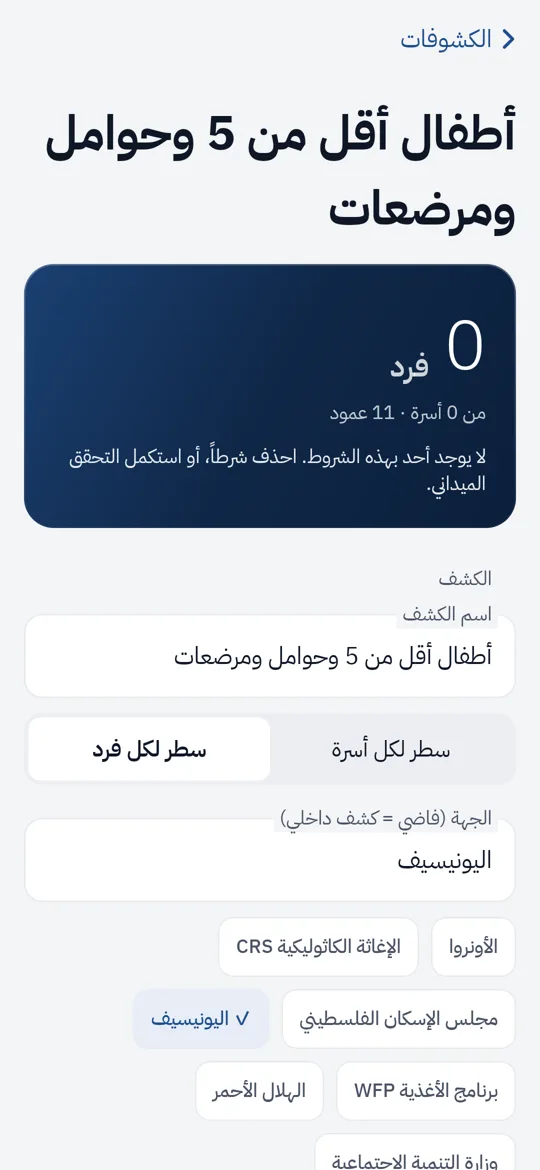 الكشوفات
أطفال أقل من 5 وحوامل
ومرضعات
0 فرد
من 0 أسرة · 11 عمود
لا يوجد أحد بهذه الشروط. احذف شرطاً، أو استكمل التحقق
الميداني.
الكشف
اسم الكشف
أطفال أقل من 5 وحوامل ومرضعات
سطر لكل أسرة
سطر لكل فرد
الجهة (فاضي = كشف داخلي)
اليونيسيف
الأونروا
الإغاثة الكاثوليكية CRS
مجلس الإسكان الفلسطيني
✓ اليونيسيف
برنامج الأغذية WFP
الهلال الأحمر
وزارة التنمية الاجتماعية